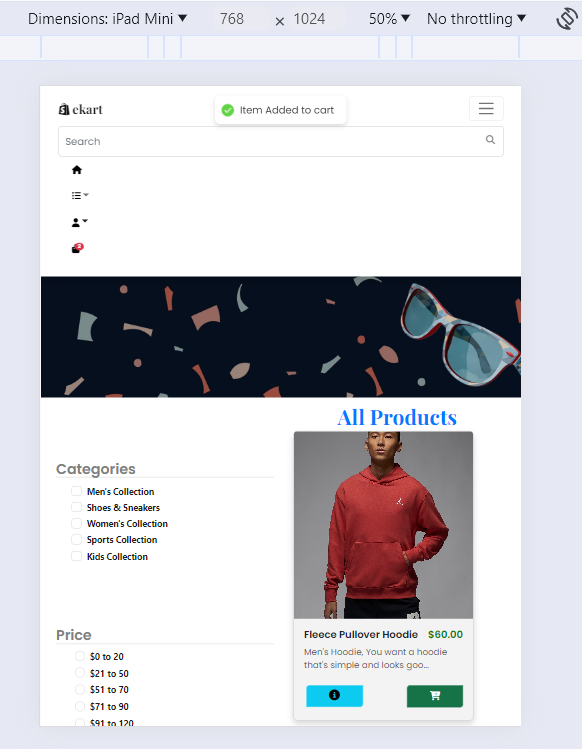 Dimensions: iPad Mini ▼ 768 × 1024 50% ▼ No throttling ▼
ekart
Item Added to cart
Search
2
All Products
Categories
Men's Collection
Shoes & Sneakers
Women's Collection
Sports Collection
Kids Collection
Price
$0 to 20
$21 to 50
$51 to 70
$71 to 90
$91 to 120
Fleece Pullover Hoodie $60.00
Men's Hoodie, You want a hoodie
that's simple and looks goo...